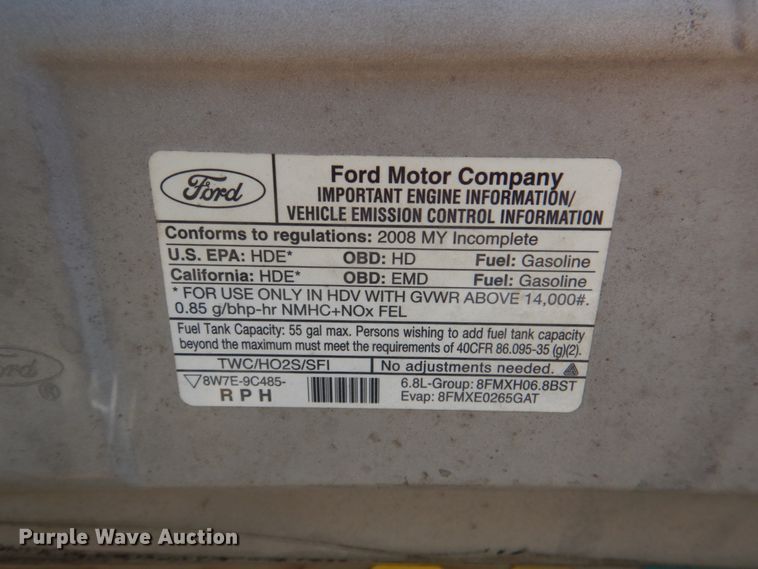 Ford
Ford Motor Company
IMPORTANT ENGINE INFORMATION/
VEHICLE EMISSION CONTROL INFORMATION
Conforms to regulations: 2008 MY Incomplete
U.S. EPA: HDE* OBD: HD Fuel: Gasoline
California: HDE* OBD: EMD Fuel: Gasoline
* FOR USE ONLY IN HDV WITH GVWR ABOVE 14,000#.
0.85 g/bhp-hr NMHC+NOx FEL
Fuel Tank Capacity: 55 gal max. Persons wishing to add fuel tank capacity
beyond the maximum must meet the requirements of 40CFR 86.095-35 (g)(2).
TWC/HO2S/SFI No adjustments needed.
8W7E-9C485- 6.8L-Group: 8FMXH06.8BST
R P H Evap: 8FMXE0265GAT
Ford ®
Purple Wave Auction